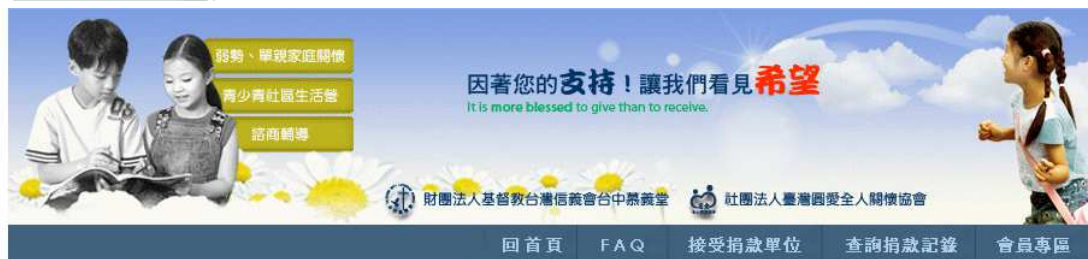 弱勢、單親家庭關懷
青少青社區生活營
諮商輔導
因著您的支持！讓我們看見希望
It is more blessed to give than to receive.
財團法人基督教台灣信義會台中慕義堂
社團法人臺灣圓愛全人關懷協會
回首頁 FAQ 接受捐款單位 查詢捐款記錄 會員專區